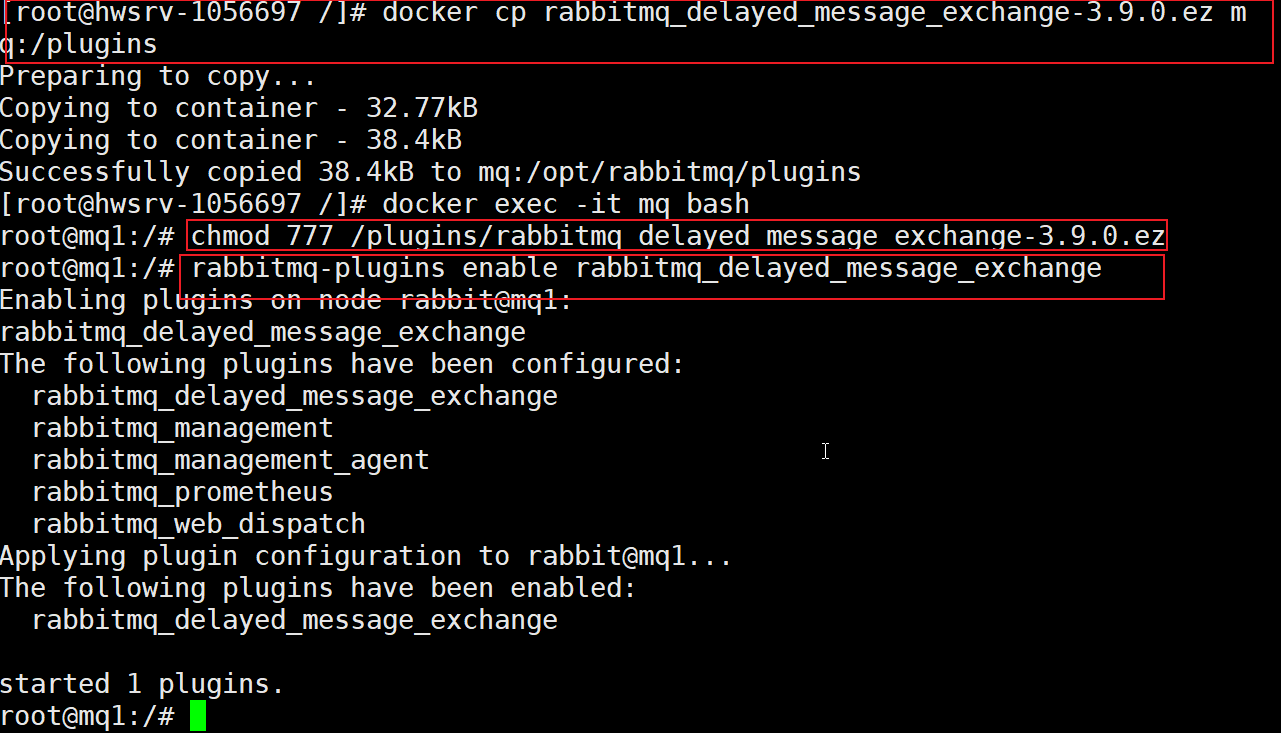 [root@hwsrv-1056697 /]# docker cp rabbitmq_delayed_message_exchange-3.9.0.ez m
q:/plugins
Preparing to copy...
Copying to container - 32.77kB
Copying to container - 38.4kB
Successfully copied 38.4kB to mq:/opt/rabbitmq/plugins
[root@hwsrv-1056697 /]# docker exec -it mq bash
root@mq1:/# chmod 777 /plugins/rabbitmq_delayed_message_exchange-3.9.0.ez
root@mq1:/# rabbitmq-plugins enable rabbitmq_delayed_message_exchange
Enabling plugins on node rabbit@mq1:
rabbitmq_delayed_message_exchange
The following plugins have been configured:
  rabbitmq_delayed_message_exchange
  rabbitmq_management
  rabbitmq_management_agent
  rabbitmq_prometheus
  rabbitmq_web_dispatch
Applying plugin configuration to rabbit@mq1...
The following plugins have been enabled:
  rabbitmq_delayed_message_exchange

started 1 plugins.
root@mq1:/#